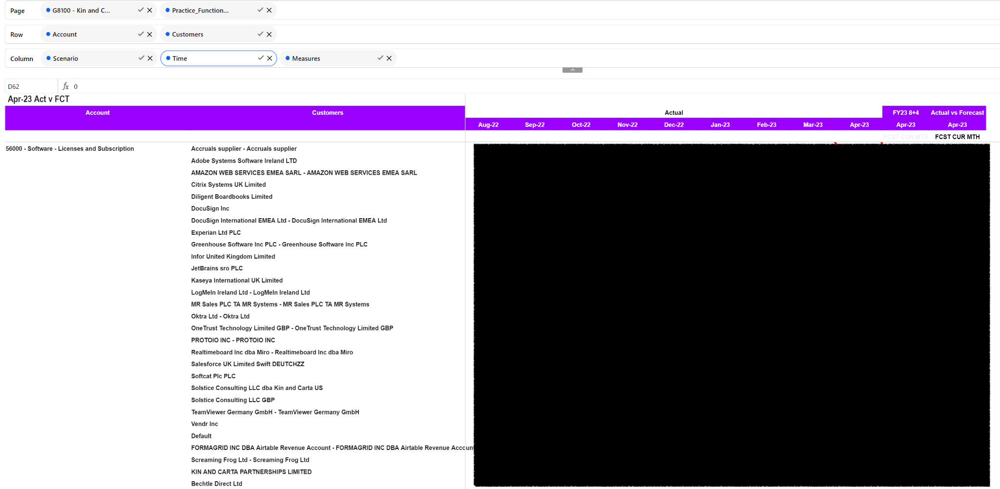 Page G8100 - Kin and C... Practice_Function...
Row Account Customers
Column Scenario Time Measures
D62 fx 0
Apr-23 Act v FCT
Account Customers Actual FY23 8+4 Actual vs Forecast
Aug-22 Sep-22 Oct-22 Nov-22 Dec-22 Jan-23 Feb-23 Mar-23 Apr-23 Apr-23 Apr-23
FCST CUR MTH FCST CUR MTH
56000 - Software - Licenses and Subscription Accruals supplier - Accruals supplier
Adobe Systems Software Ireland LTD
AMAZON WEB SERVICES EMEA SARL - AMAZON WEB SERVICES EMEA SARL
Citrix Systems UK Limited
Diligent Boardbooks Limited
DocuSign Inc
DocuSign International EMEA Ltd - DocuSign International EMEA Ltd
Experian Ltd PLC
Greenhouse Software Inc PLC - Greenhouse Software Inc PLC
Infor United Kingdom Limited
JetBrains sro PLC
Kaseya International UK Limited
LogMeIn Ireland Ltd - LogMeIn Ireland Ltd
MR Sales PLC TA MR Systems - MR Sales PLC TA MR Systems
Oktra Ltd - Oktra Ltd
OneTrust Technology Limited GBP - OneTrust Technology Limited GBP
PROTOIO INC - PROTOIO INC
Realtimeboard Inc dba Miro - Realtimeboard Inc dba Miro
Salesforce UK Limited Swift DEUTCHZZ
Softcat Plc PLC
Solstice Consulting LLC dba Kin and Carta US
Solstice Consulting LLC GBP
TeamViewer Germany GmbH - TeamViewer Germany GmbH
Vendr Inc
Default
FORMAGRID INC DBA Airtable Revenue Account - FORMAGRID INC DBA Airtable Revenue Account
Screaming Frog Ltd - Screaming Frog Ltd
KIN AND CARTA PARTNERSHIPS LIMITED
Bechtle Direct Ltd